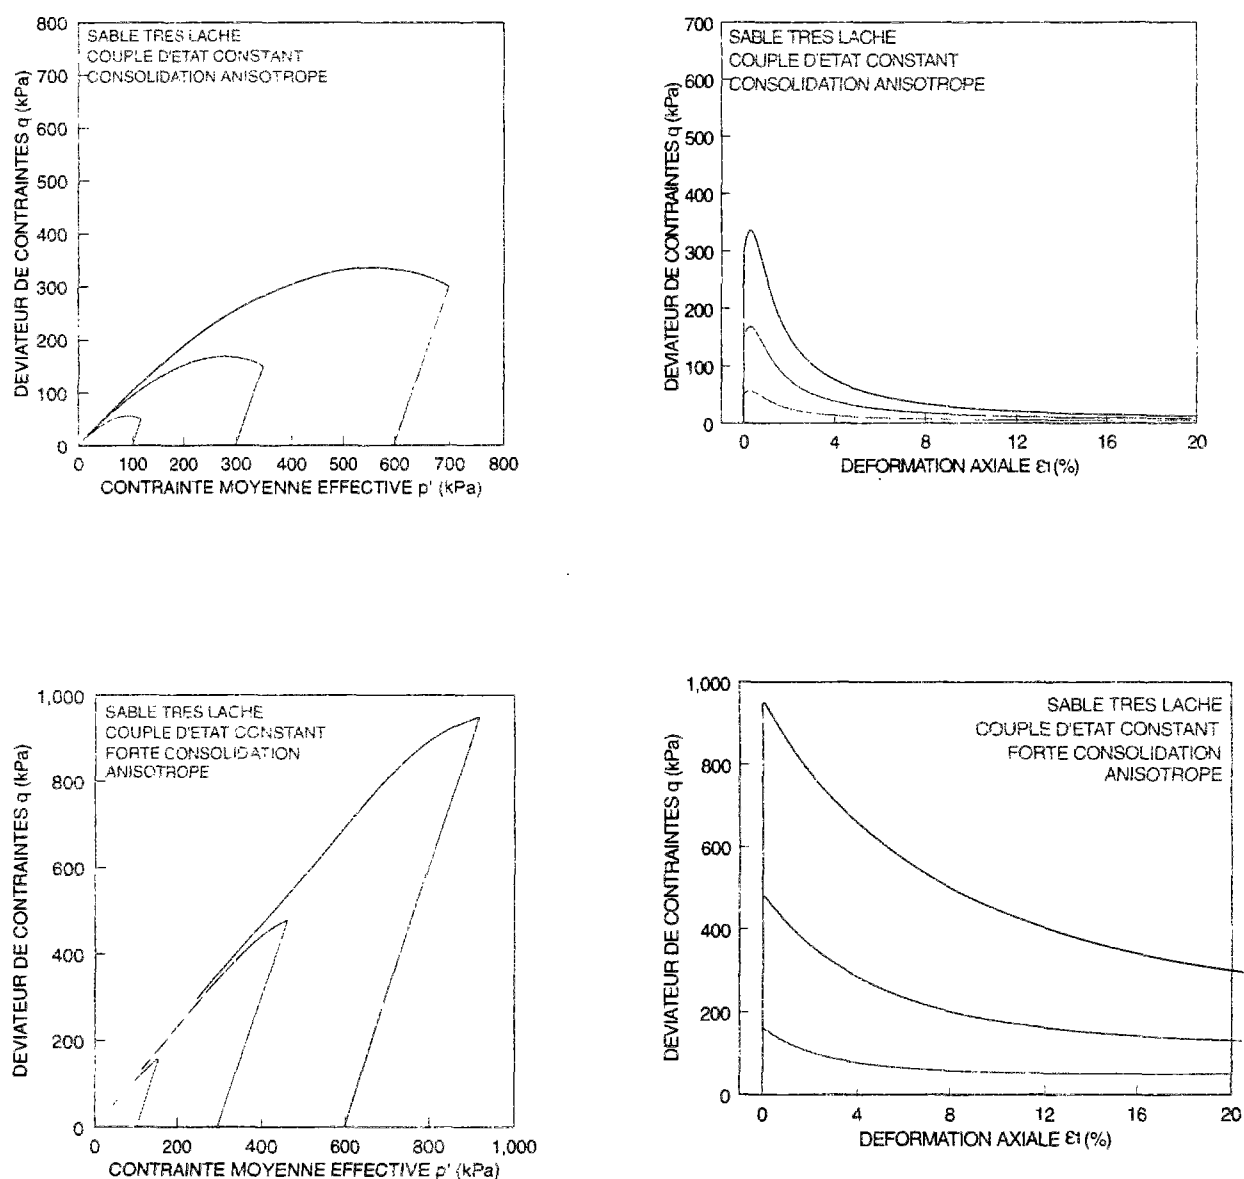 800
700
600
500
400
300
200
100
0
DEVIATEUR DE CONTRAINTES q (kPa)
SABLE TRES LACHE
COUPLE D'ETAT CONSTANT
CONSOLIDATION ANISOTROPE
0 100 200 300 400 500 600 700 800
CONTRAINTE MOYENNE EFFECTIVE p' (kPa)
700
600
500
400
300
200
100
0
DEVIATEUR DE CONTRAINTES q (kPa)
SABLE TRES LACHE
COUPLE D'ETAT CONSTANT
CONSOLIDATION ANISOTROPE
0 4 8 12 16 20
DEFORMATION AXIALE ε1 (%)
1,000
800
600
400
200
0
DEVIATEUR DE CONTRAINTES q (kPa)
SABLE TRES LACHE
COUPLE D'ETAT CONSTANT
FORTE CONSOLIDATION
ANISOTROPE
0 200 400 600 800 1,000
CONTRAINTE MOYENNE EFFECTIVE p' (kPa)
1,000
800
600
400
200
0
DEVIATEUR DE CONTRAINTES q (kPa)
SABLE TRES LACHE
COUPLE D'ETAT CONSTANT
FORTE CONSOLIDATION
ANISOTROPE
0 4 8 12 16 20
DEFORMATION AXIALE ε1 (%)